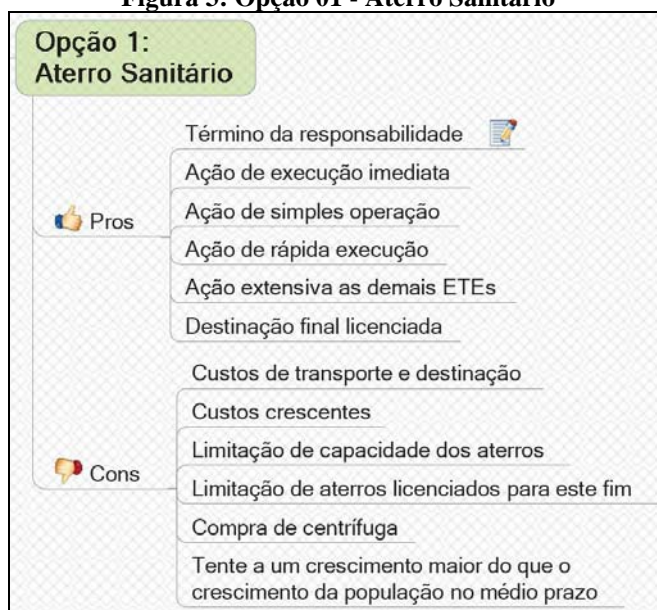 Figura 3: Opção 01 - Aterro Sanitário
Opção 1:
Aterro Sanitário
Pros
Término da responsabilidade
Ação de execução imediata
Ação de simples operação
Ação de rápida execução
Ação extensiva as demais ETEs
Destinação final licenciada
Cons
Custos de transporte e destinação
Custos crescentes
Limitação de capacidade dos aterros
Limitação de aterros licenciados para este fim
Compra de centrífuga
Tente a um crescimento maior do que o
crescimento da população no médio prazo